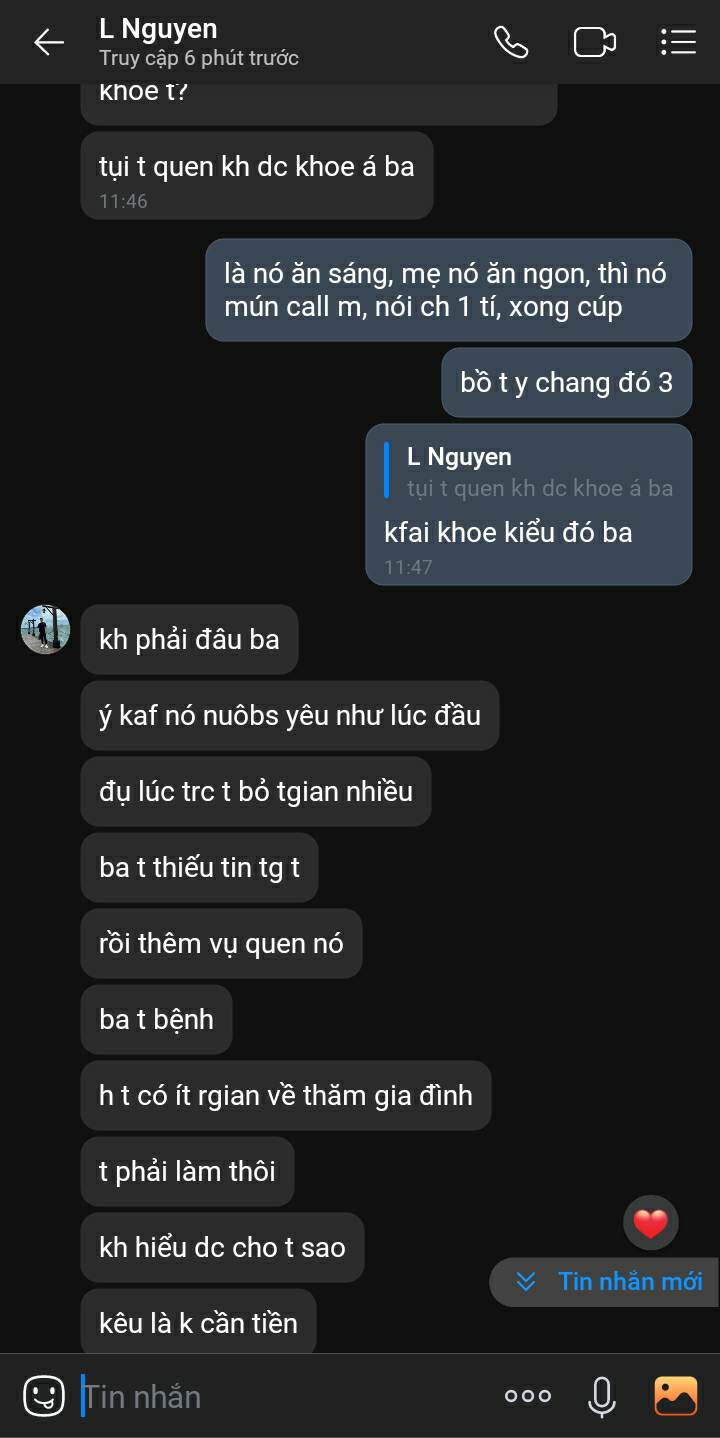 L Nguyen
Truy cập 6 phút trước
khoe t?
tụi t quen kh dc khoe á ba
11:46
là nó ăn sáng, mẹ nó ăn ngon, thì nó
mún call m, nói ch 1 tí, xong cúp
bồ t y chang đó 3
L Nguyen
tụi t quen kh dc khoe á ba
kfai khoe kiểu đó ba
11:47
kh phải đâu ba
ý kaf nó nuôbs yêu như lúc đầu
đụ lúc trc t bỏ tgian nhiều
ba t thiếu tin tg t
rồi thêm vụ quen nó
ba t bệnh
h t có ít rgian về thăm gia đình
t phải làm thôi
kh hiểu dc cho t sao
Tin nhắn mới
kêu là k cần tiền
Tin nhắn